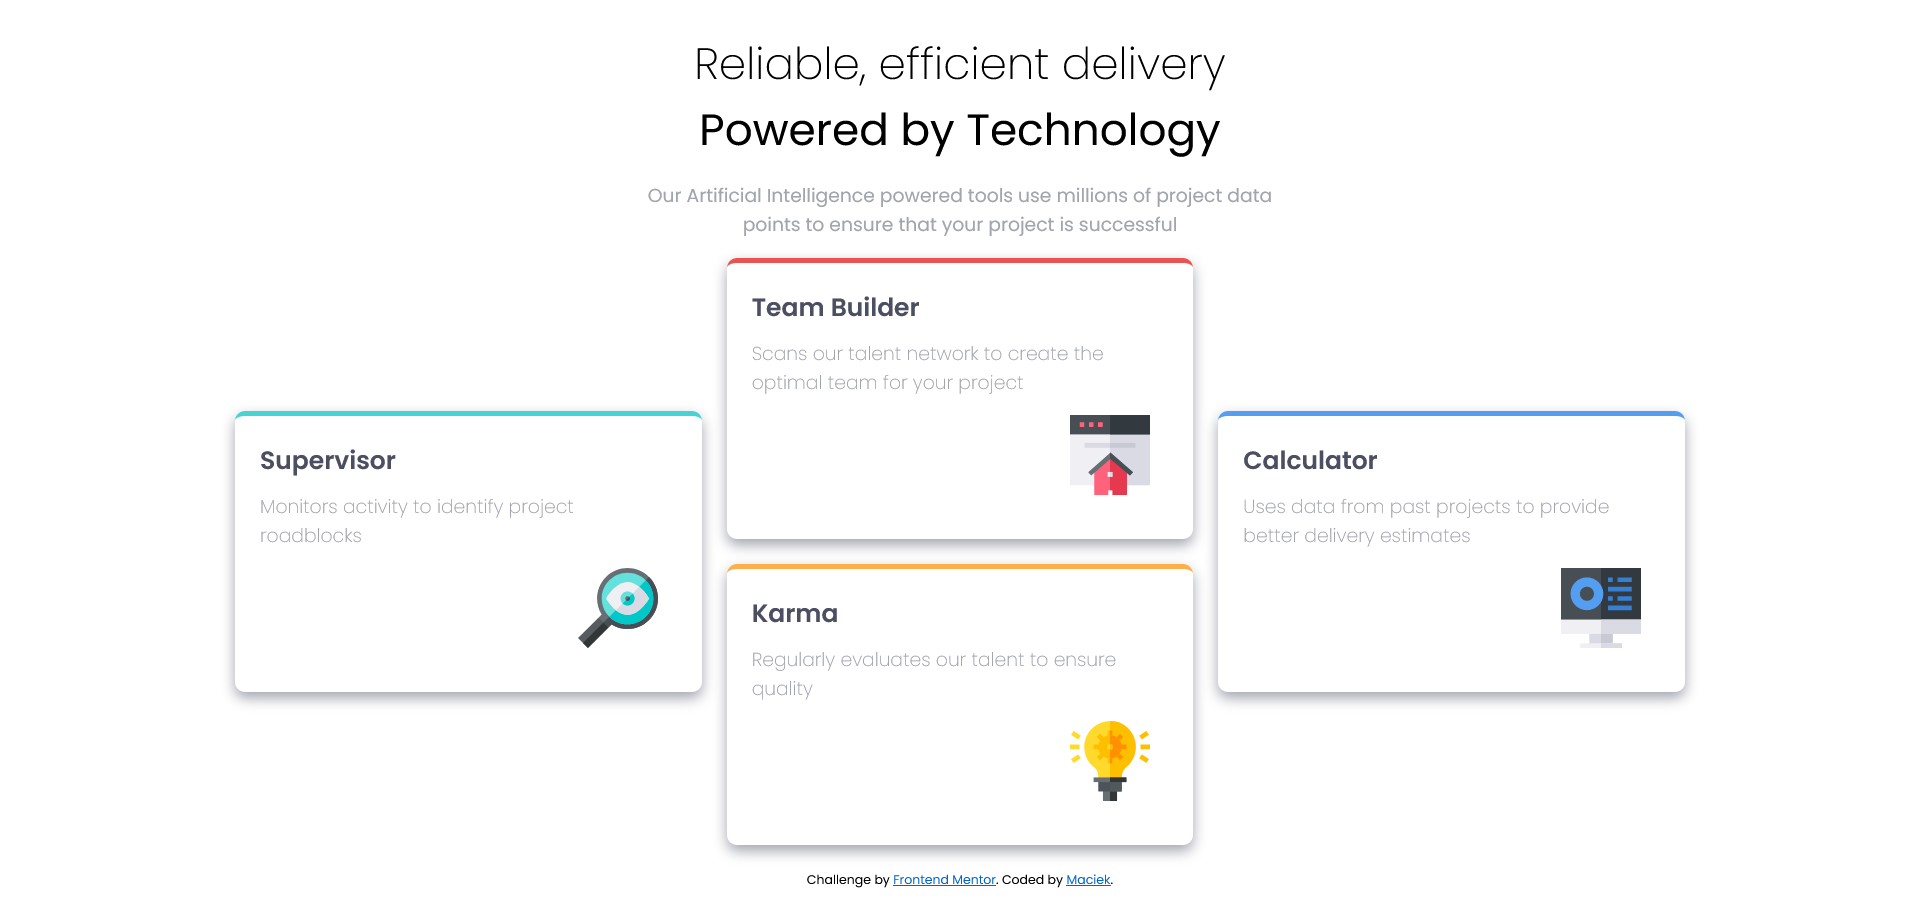 Reliable, efficient delivery
Powered by Technology
Our Artificial Intelligence powered tools use millions of project data
points to ensure that your project is successful
Team Builder
Scans our talent network to create the
optimal team for your project
Supervisor
Monitors activity to identify project
roadblocks
Calculator
Uses data from past projects to provide
better delivery estimates
Karma
Regularly evaluates our talent to ensure
quality
Challenge by Frontend Mentor. Coded by Maciek.